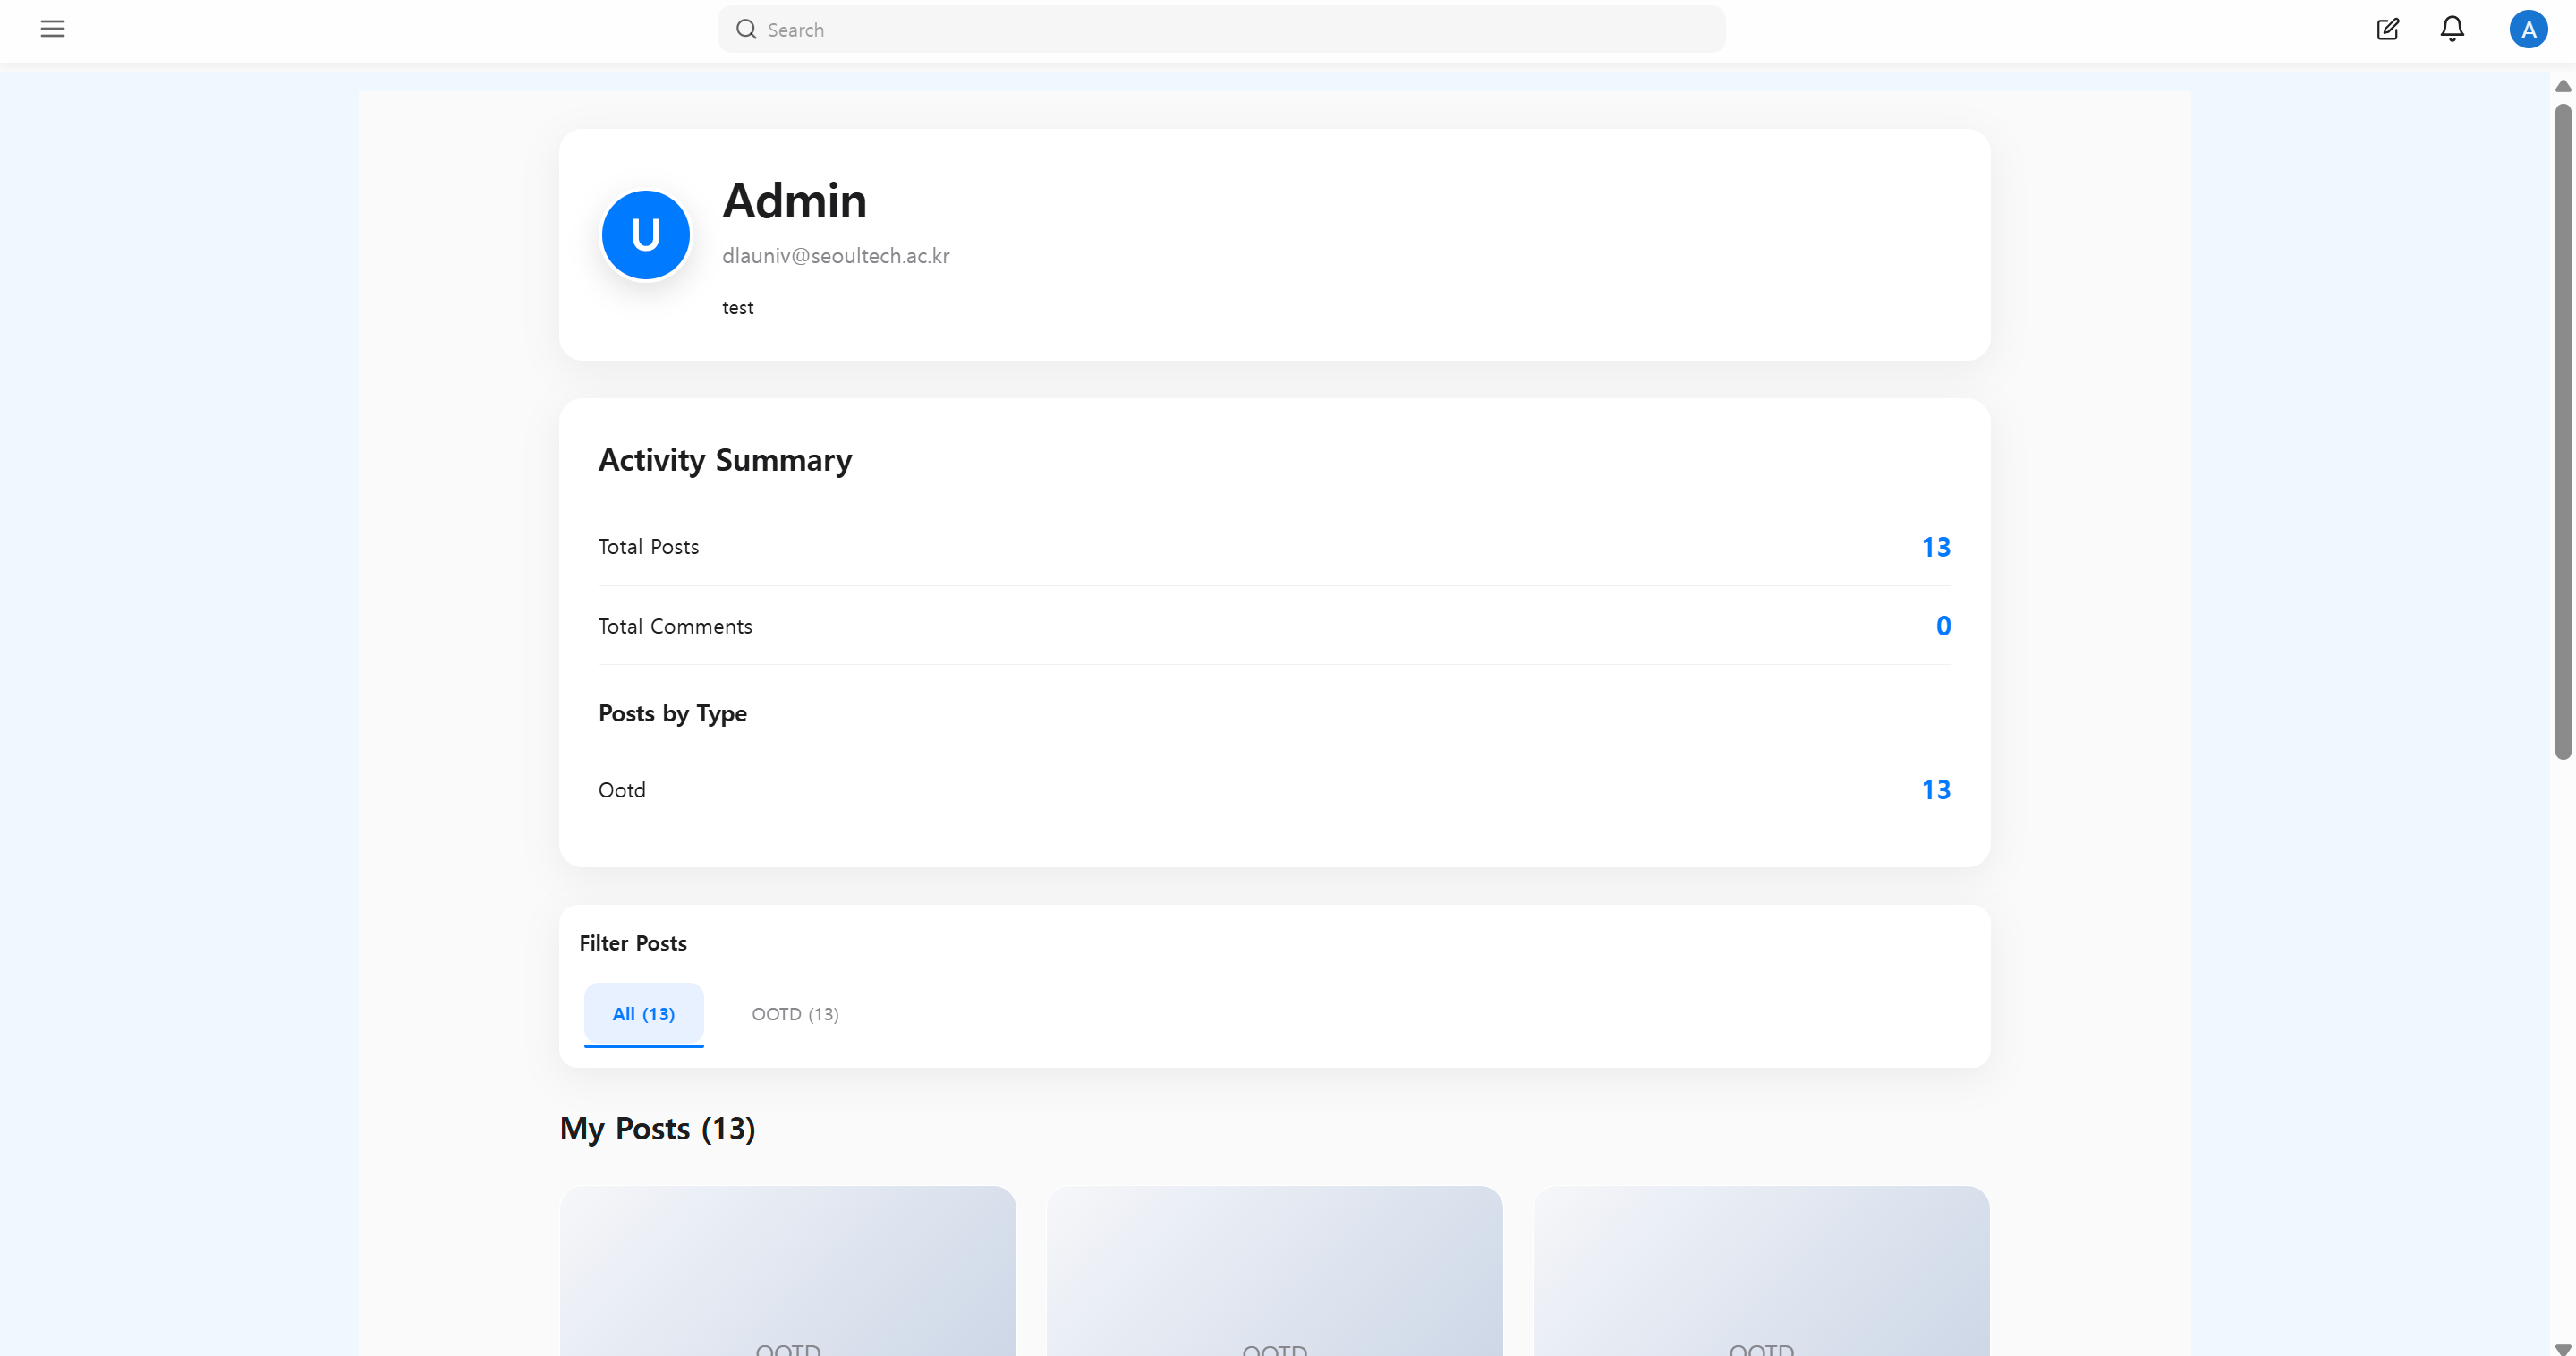 Search
A
U
Admin
dlauniv@seoultech.ac.kr
test
Activity Summary
Total Posts
13
Total Comments
0
Posts by Type
Ootd
13
Filter Posts
All (13)
OOTD (13)
My Posts (13)
OOTD
OOTD
OOTD